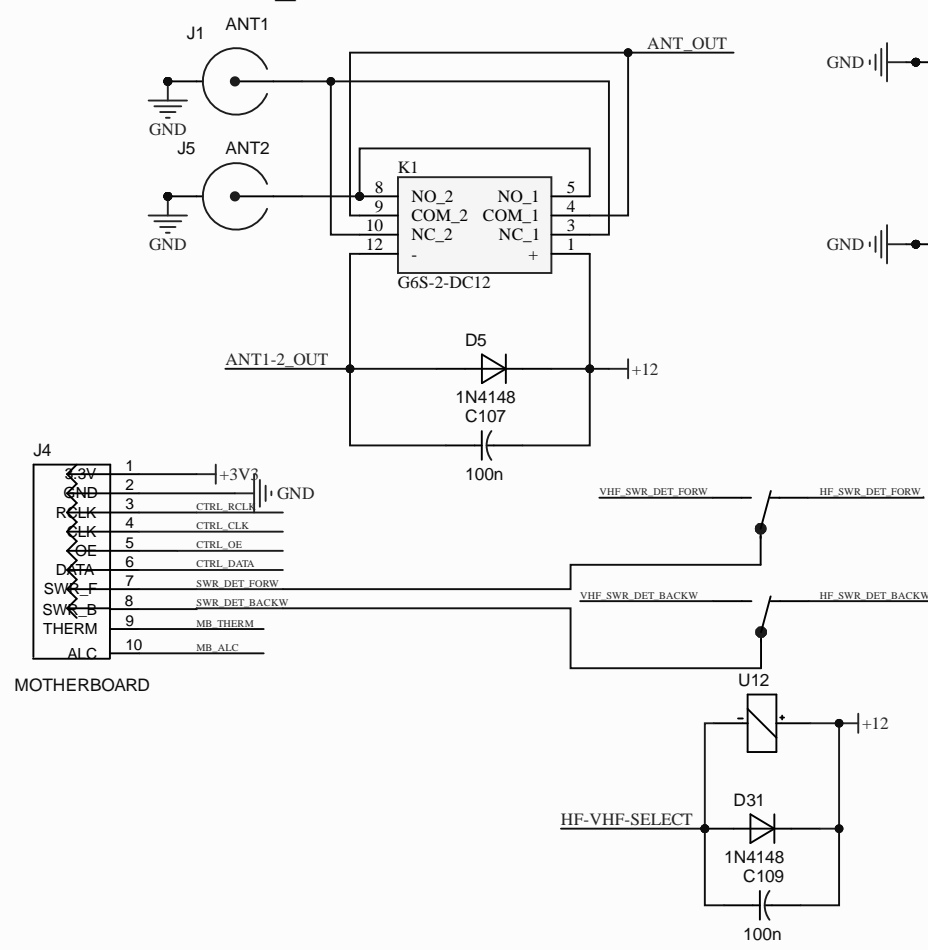 ANT1
J1
ANT_OUT
GND
GND
J5
ANT2
K1
8
NO_2
NO_1
5
9
COM_2
COM_1
4
10
NC_2
NC_1
3
12
-
+
1
GND
GND
G6S-2-DC12
D5
ANT1-2_OUT
+12
1N4148
C107
100n
J4
3.3V
1
+3V3
GND
2
GND
RCLK
3
CTRL_RCLK
CLK
4
CTRL_CLK
OE
5
CTRL_OE
DATA
6
CTRL_DATA
SWR_F
7
SWR_DET_FORW
SWR_B
8
SWR_DET_BACKW
THERM
9
MB_THERM
ALC
10
MB_ALC
MOTHERBOARD
VHF_SWR_DET_FORW
HF_SWR_DET_FORW
VHF_SWR_DET_BACKW
HF_SWR_DET_BACKW
U12
-
+
+12
D31
HF-VHF-SELECT
1N4148
C109
100n